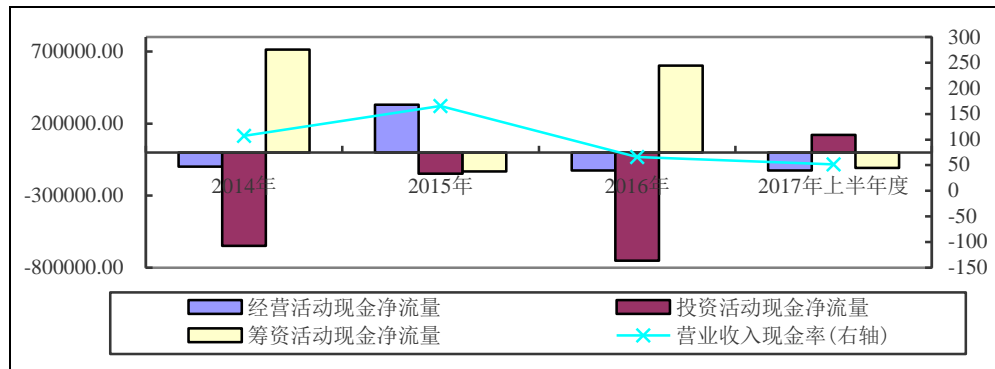 700000.00
200000.00
-300000.00
-800000.00
300
250
200
150
100
50
0
-50
-100
-150
2014年
2015年
2016年
2017年上半年度
经营活动现金净流量
投资活动现金净流量
筹资活动现金净流量
营业收入现金率(右轴)